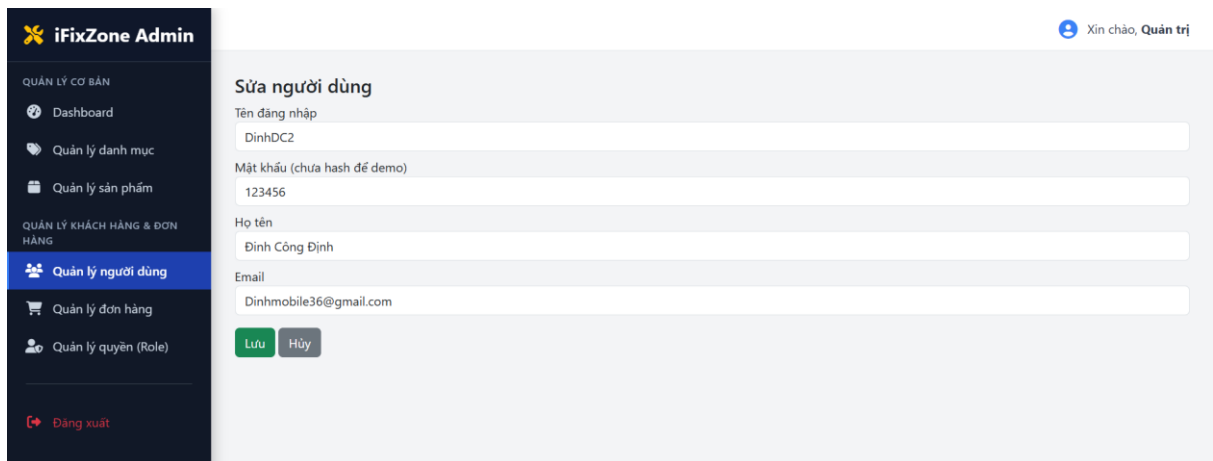 iFixZone Admin
Xin chào, Quản trị
QUẢN LÝ CƠ BẢN
Dashboard
Quản lý danh mục
Quản lý sản phẩm
QUẢN LÝ KHÁCH HÀNG & ĐƠN
HÀNG
Quản lý người dùng
Quản lý đơn hàng
Quản lý quyền (Role)
Đăng xuất
Sửa người dùng
Tên đăng nhập
DinhDC2
Mật khẩu (chưa hash để demo)
123456
Họ tên
Đinh Công Định
Email
Dinhmobile36@gmail.com
Lưu
Hủy